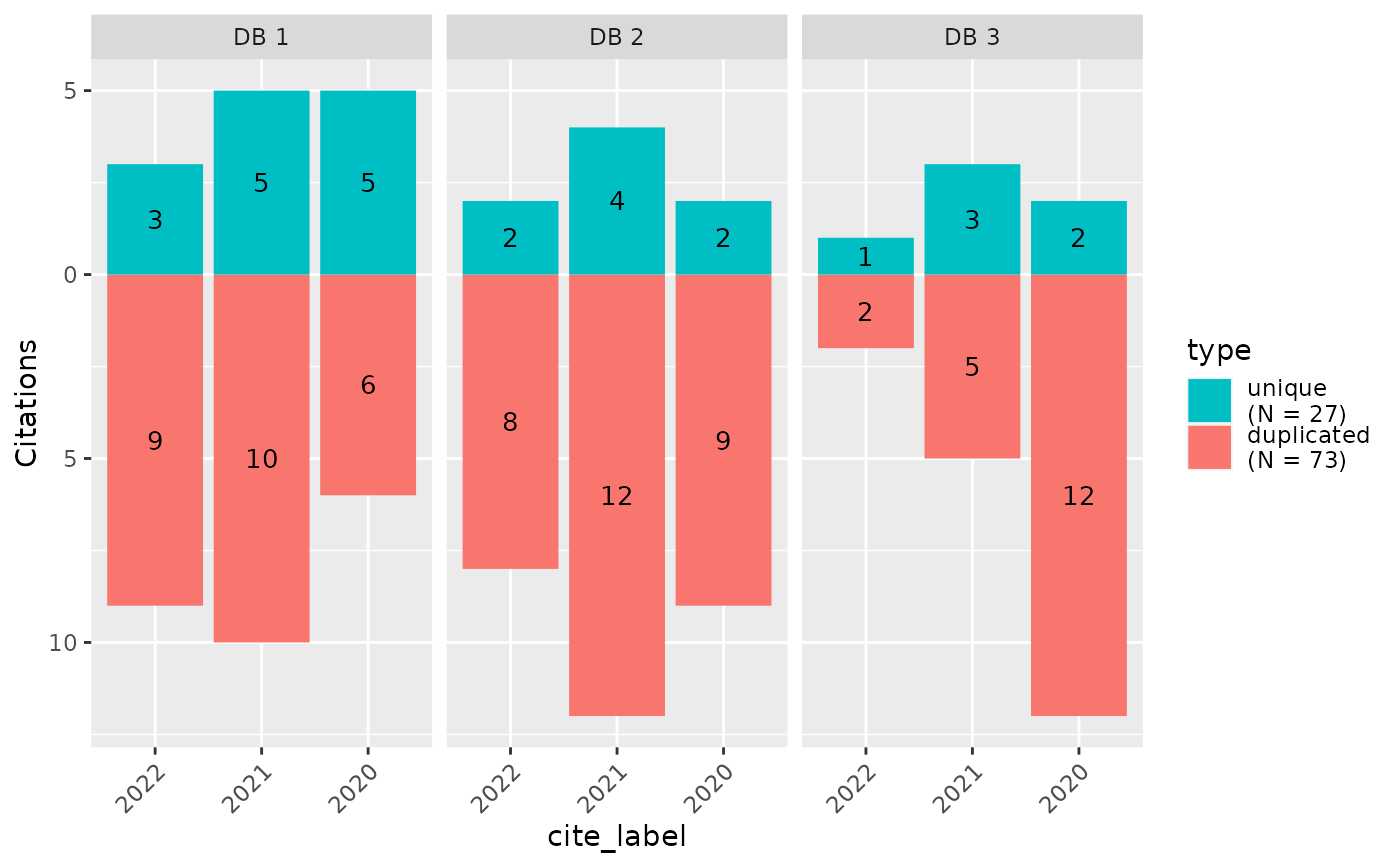 DB 1 DB 2 DB 3
5
5 5 4 3
3 2 2 2
1
0
2
9 10 6 8 12 9 5 12
5
10
Citations
2022 2021 2020 2022 2021 2020 2022 2021 2020
cite_label
type
unique
(N = 27)
duplicated
(N = 73)